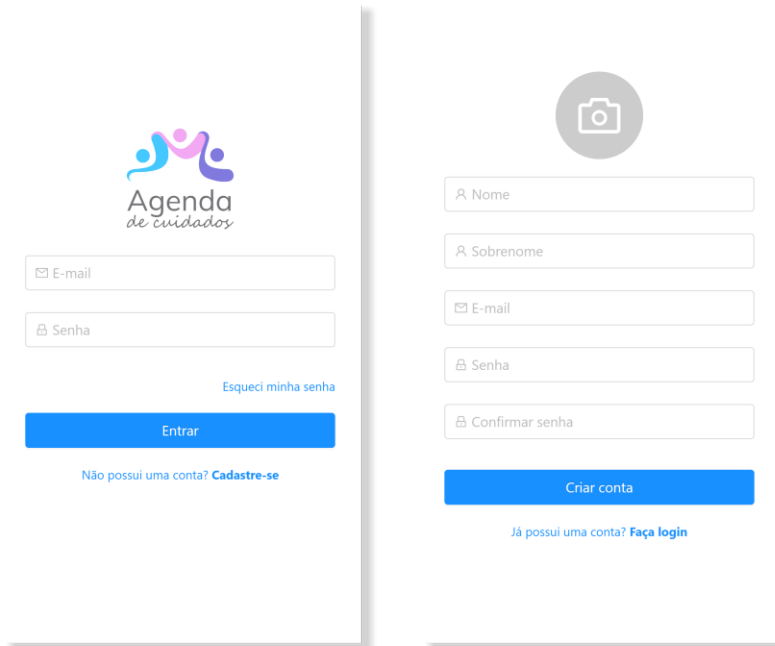 Agenda
de cuidados
E-mail
Senha
Esqueci minha senha
Entrar
Não possui uma conta? Cadastre-se
Nome
Sobrenome
E-mail
Senha
Confirmar senha
Criar conta
Já possui uma conta? Faça login